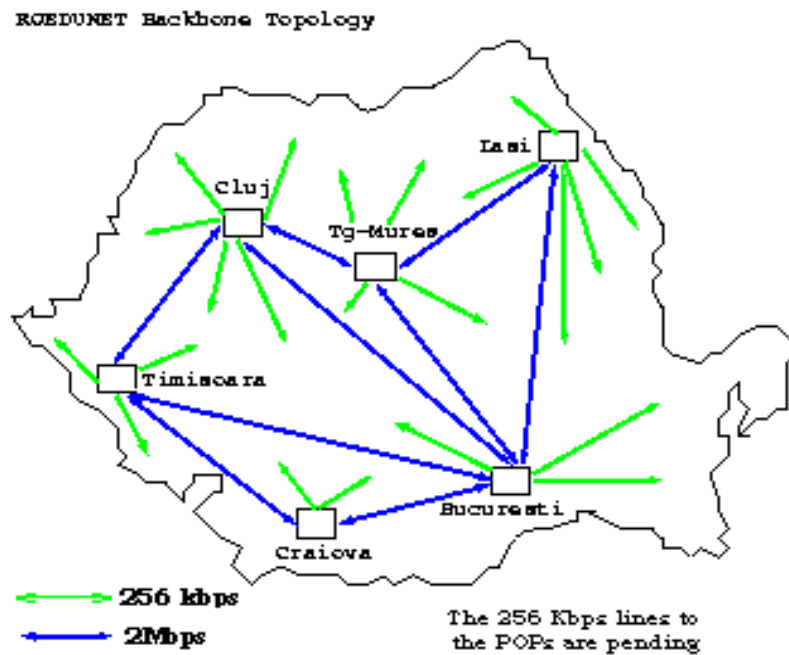 ROEDUNET Backbone Topology
Iasi
Cluj
Tg-Mures
Timisoara
Bucuresti
Craiova
256 kbps
2Mbps
The 256 Kbps lines to
the POPs are pending